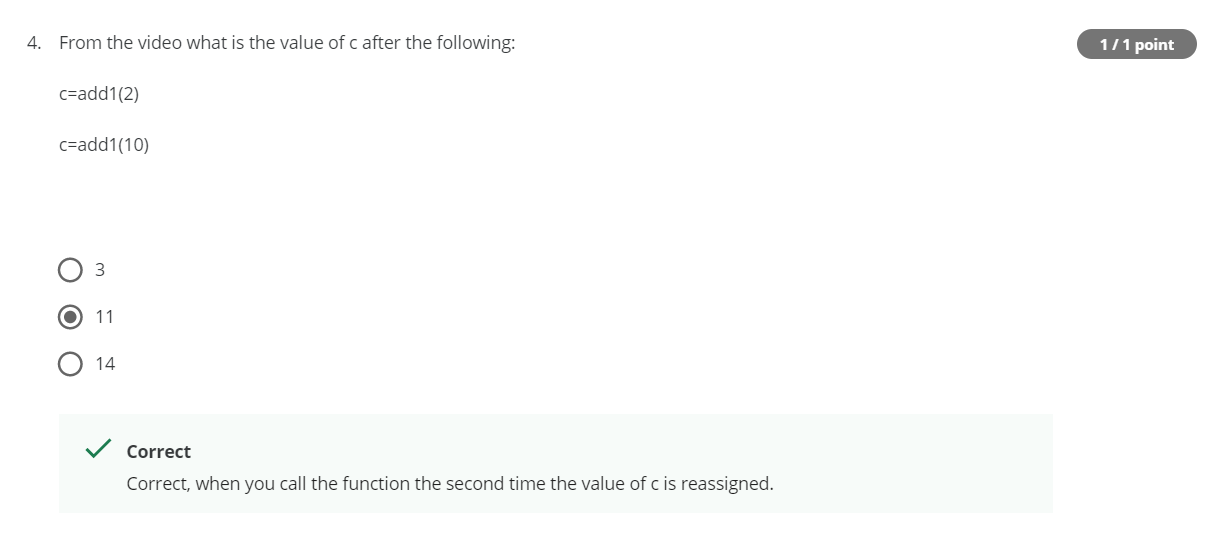 4. From the video what is the value of c after the following:
1 / 1 point
c=add1(2)
c=add1(10)
3
11
14
Correct
Correct, when you call the function the second time the value of c is reassigned.